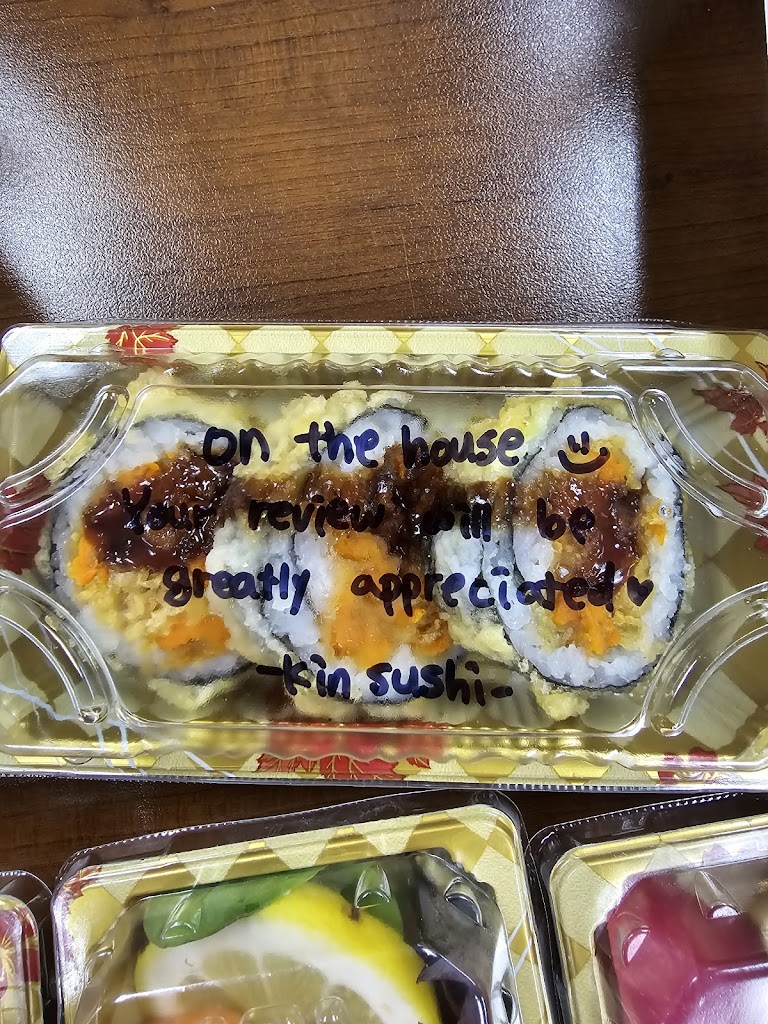 on the house
Your review will be
greatly appreciated
-Kin sushi-